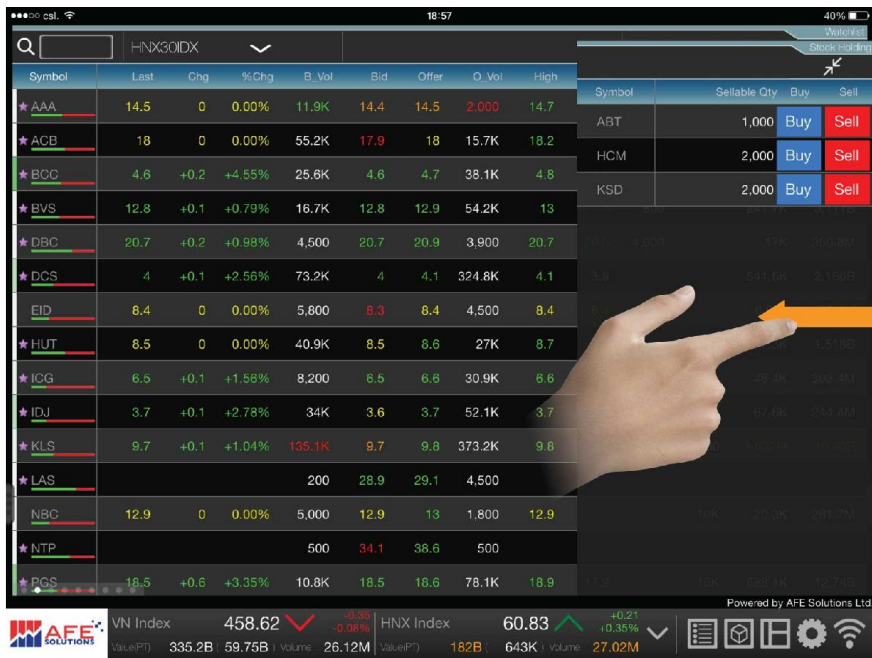 ●●●○○ csl. 18:57 40%
Watchlist
Stock Holding
HNX30IDX
Symbol Last Chg %Chg B_Vol Bid Offer O_Vol High
Symbol Sellable Qty Buy Sell
AAA 14.5 0 0.00% 11.9K 14.4 14.5 2,000 14.7
ABT 1,000 Buy Sell
ACB 18 0 0.00% 55.2K 17.9 18 15.7K 18.2
HCM 2,000 Buy Sell
BCC 4.6 +0.2 +4.55% 25.6K 4.6 4.7 38.1K 4.8
KSD 2,000 Buy Sell
BVS 12.8 +0.1 +0.79% 16.7K 12.8 12.9 54.2K 13
DBC 20.7 +0.2 +0.98% 4,500 20.7 20.9 3,900 20.7
DCS 4 +0.1 +2.56% 73.2K 4 4.1 324.8K 4.1
EID 8.4 0 0.00% 5,800 8.3 8.4 4,500 8.4
HUT 8.5 0 0.00% 40.9K 8.5 8.6 27K 8.7
ICG 6.5 +0.1 +1.56% 8,200 6.5 6.6 30.9K 6.6
IDJ 3.7 +0.1 +2.78% 34K 3.6 3.7 52.1K 3.7
KLS 9.7 +0.1 +1.04% 135.1K 9.7 9.8 373.2K 9.8
LAS 200 28.9 29.1 4,500
NBC 12.9 0 0.00% 5,000 12.9 13 1,800 12.9
NTP 500 34.1 38.6 500
PGS 18.5 +0.6 +3.35% 10.8K 18.5 18.6 78.1K 18.9
Powered by AFE Solutions Ltd
AFE SOLUTIONS
VN Index 458.62 -0.35 -0.08%
Value(PT) 335.2B 59.75B Volume 26.12M
HNX Index 60.83 +0.21 +0.35%
Value(PT) 182B 643K Volume 27.02M